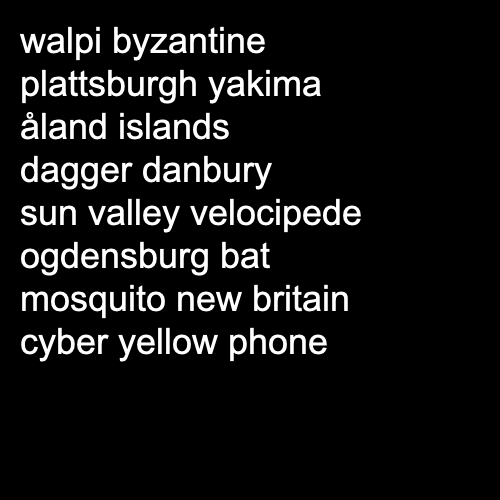 walpi byzantine
plattsburgh yakima
åland islands
dagger danbury
sun valley velocipede
ogdensburg bat
mosquito new britain
cyber yellow phone